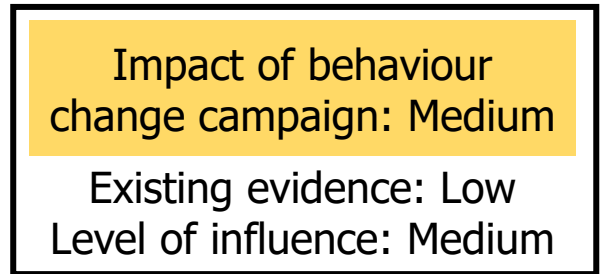 Impact of behaviour
change campaign: Medium
Existing evidence: Low
Level of influence: Medium